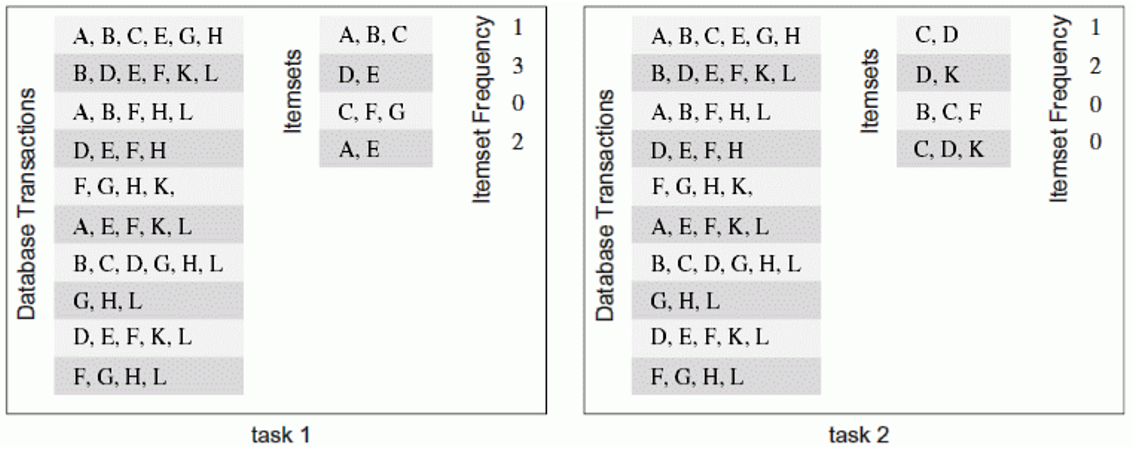 Database Transactions
A, B, C, E, G, H
B, D, E, F, K, L
A, B, F, H, L
D, E, F, H
F, G, H, K,
A, E, F, K, L
B, C, D, G, H, L
G, H, L
D, E, F, K, L
F, G, H, L
Itemsets
A, B, C
D, E
C, F, G
A, E
Itemset Frequency
1
3
0
2
task 1
Database Transactions
A, B, C, E, G, H
B, D, E, F, K, L
A, B, F, H, L
D, E, F, H
F, G, H, K,
A, E, F, K, L
B, C, D, G, H, L
G, H, L
D, E, F, K, L
F, G, H, L
Itemsets
C, D
D, K
B, C, F
C, D, K
Itemset Frequency
1
2
0
0
task 2